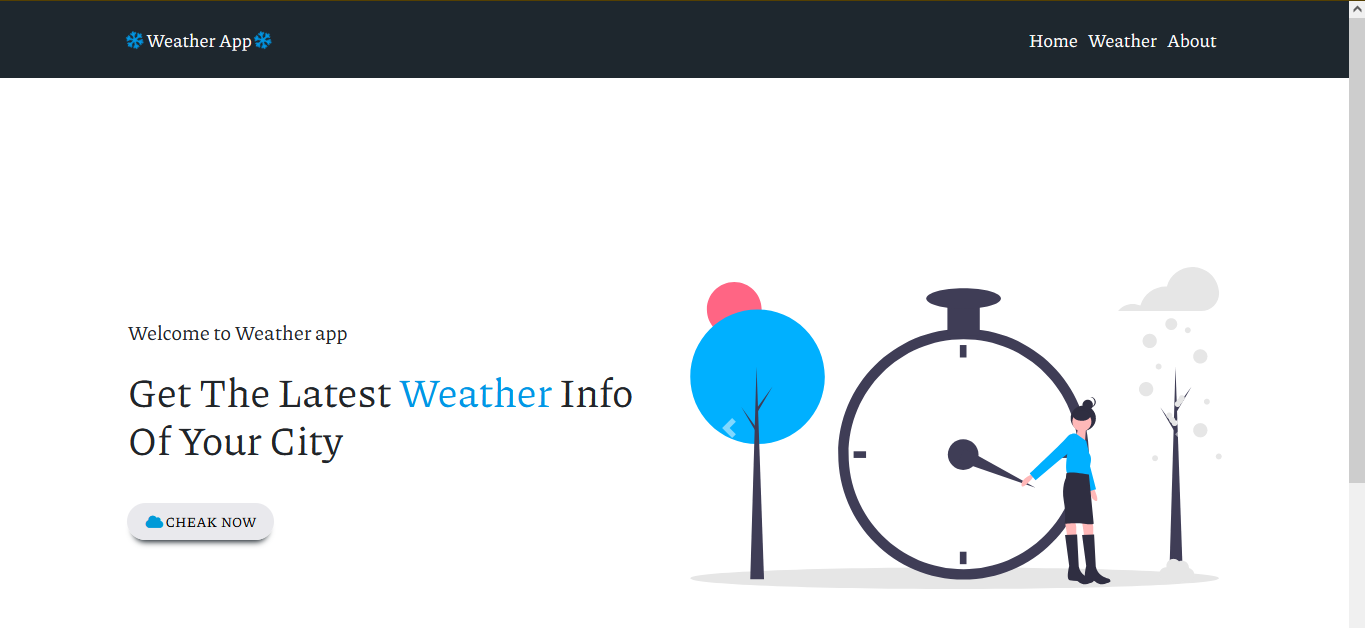 Weather App
Home Weather About
Welcome to Weather app
Get The Latest Weather Info
Of Your City
CHEAK NOW